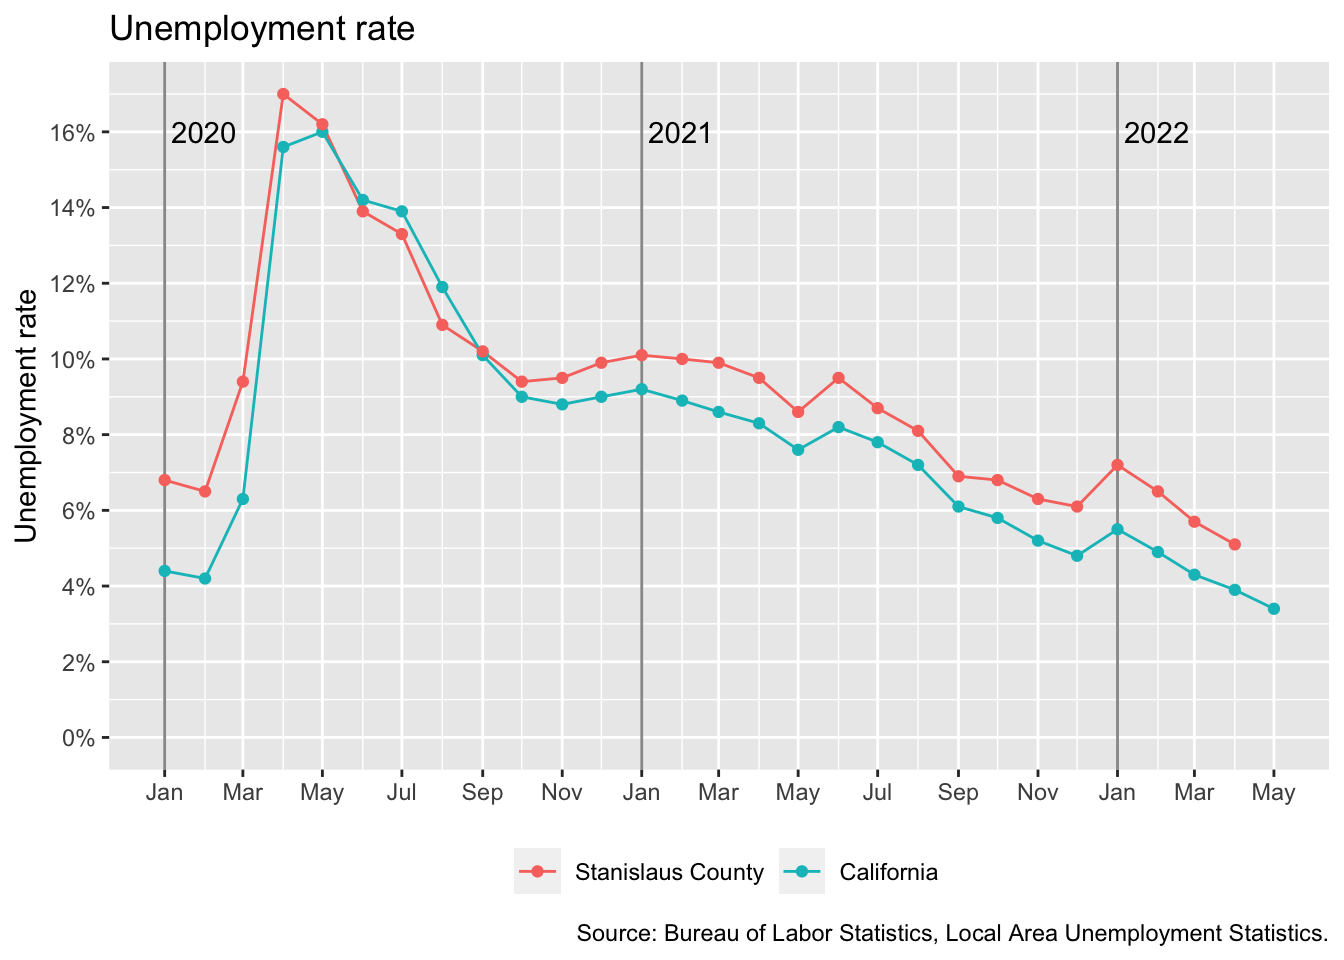 Unemployment rate
Unemployment rate
16%
14%
12%
10%
8%
6%
4%
2%
0%
2020 2021 2022
Jan Mar May Jul Sep Nov Jan Mar May Jul Sep Nov Jan Mar May
Stanislaus County California
Source: Bureau of Labor Statistics, Local Area Unemployment Statistics.